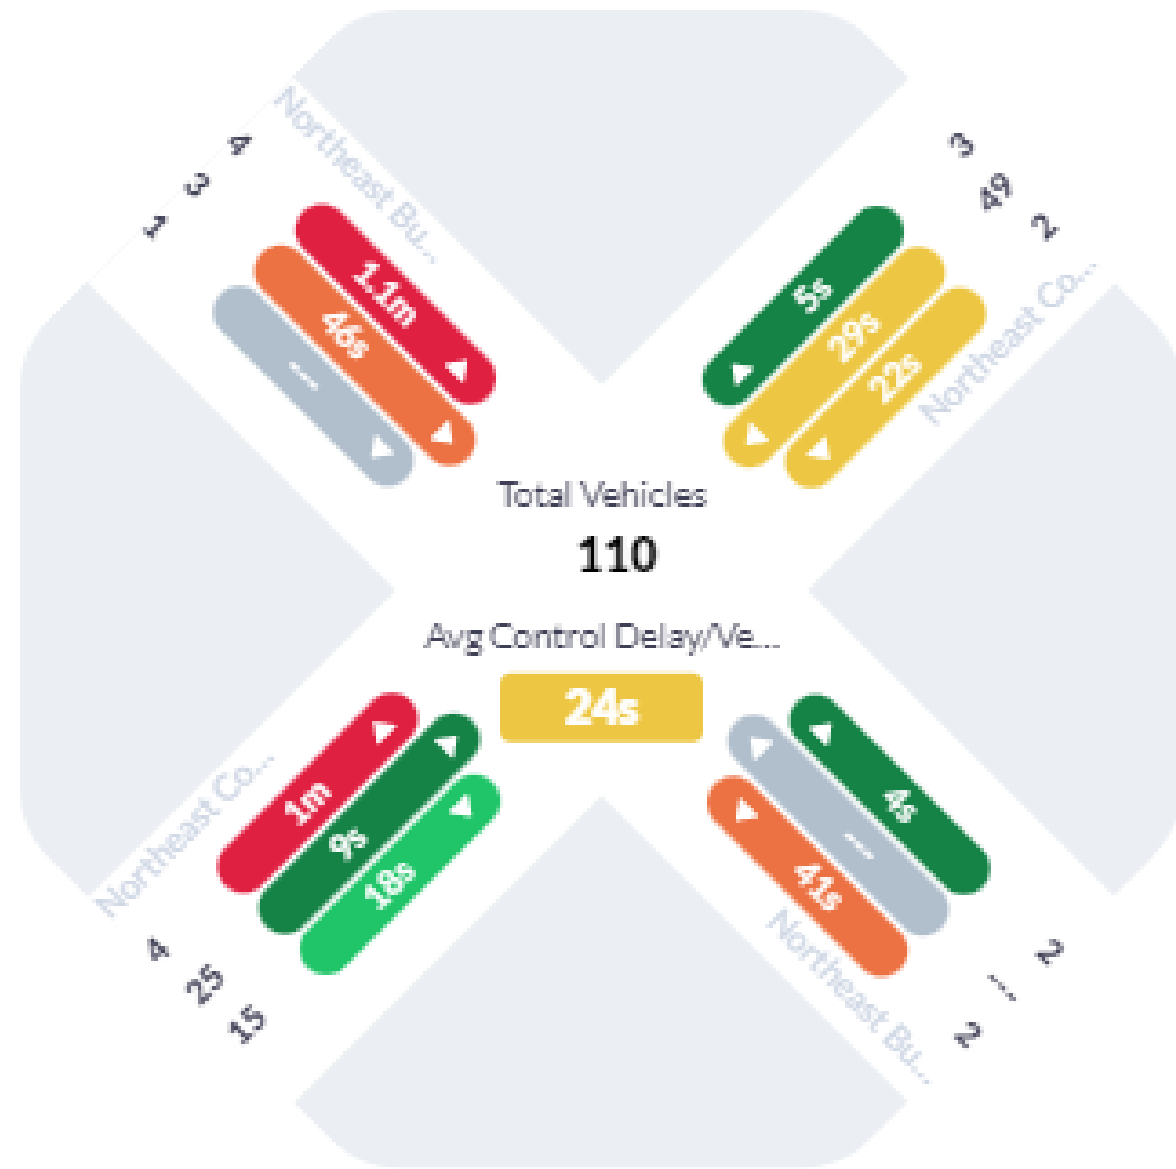 Northeast Bu...
4
3
1
1.1m
46s
---
3
49
2
Northeast Co...
5s
29s
22s
Total Vehicles
110
Avg Control Delay/Ve...
24s
Northeast Co...
1m
9s
18s
4
25
15
4s
---
41s
Northeast Bu...
2
---
2